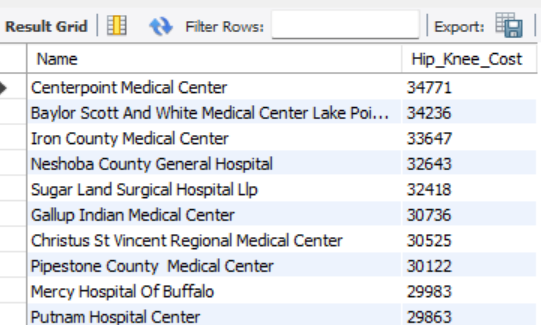 Result Grid Filter Rows: Export:
Name Hip_Knee_Cost
Centerpoint Medical Center 34771
Baylor Scott And White Medical Center Lake Poi... 34236
Iron County Medical Center 33647
Neshoba County General Hospital 32643
Sugar Land Surgical Hospital Llp 32418
Gallup Indian Medical Center 30736
Christus St Vincent Regional Medical Center 30525
Pipestone County  Medical Center 30122
Mercy Hospital Of Buffalo 29983
Putnam Hospital Center 29863